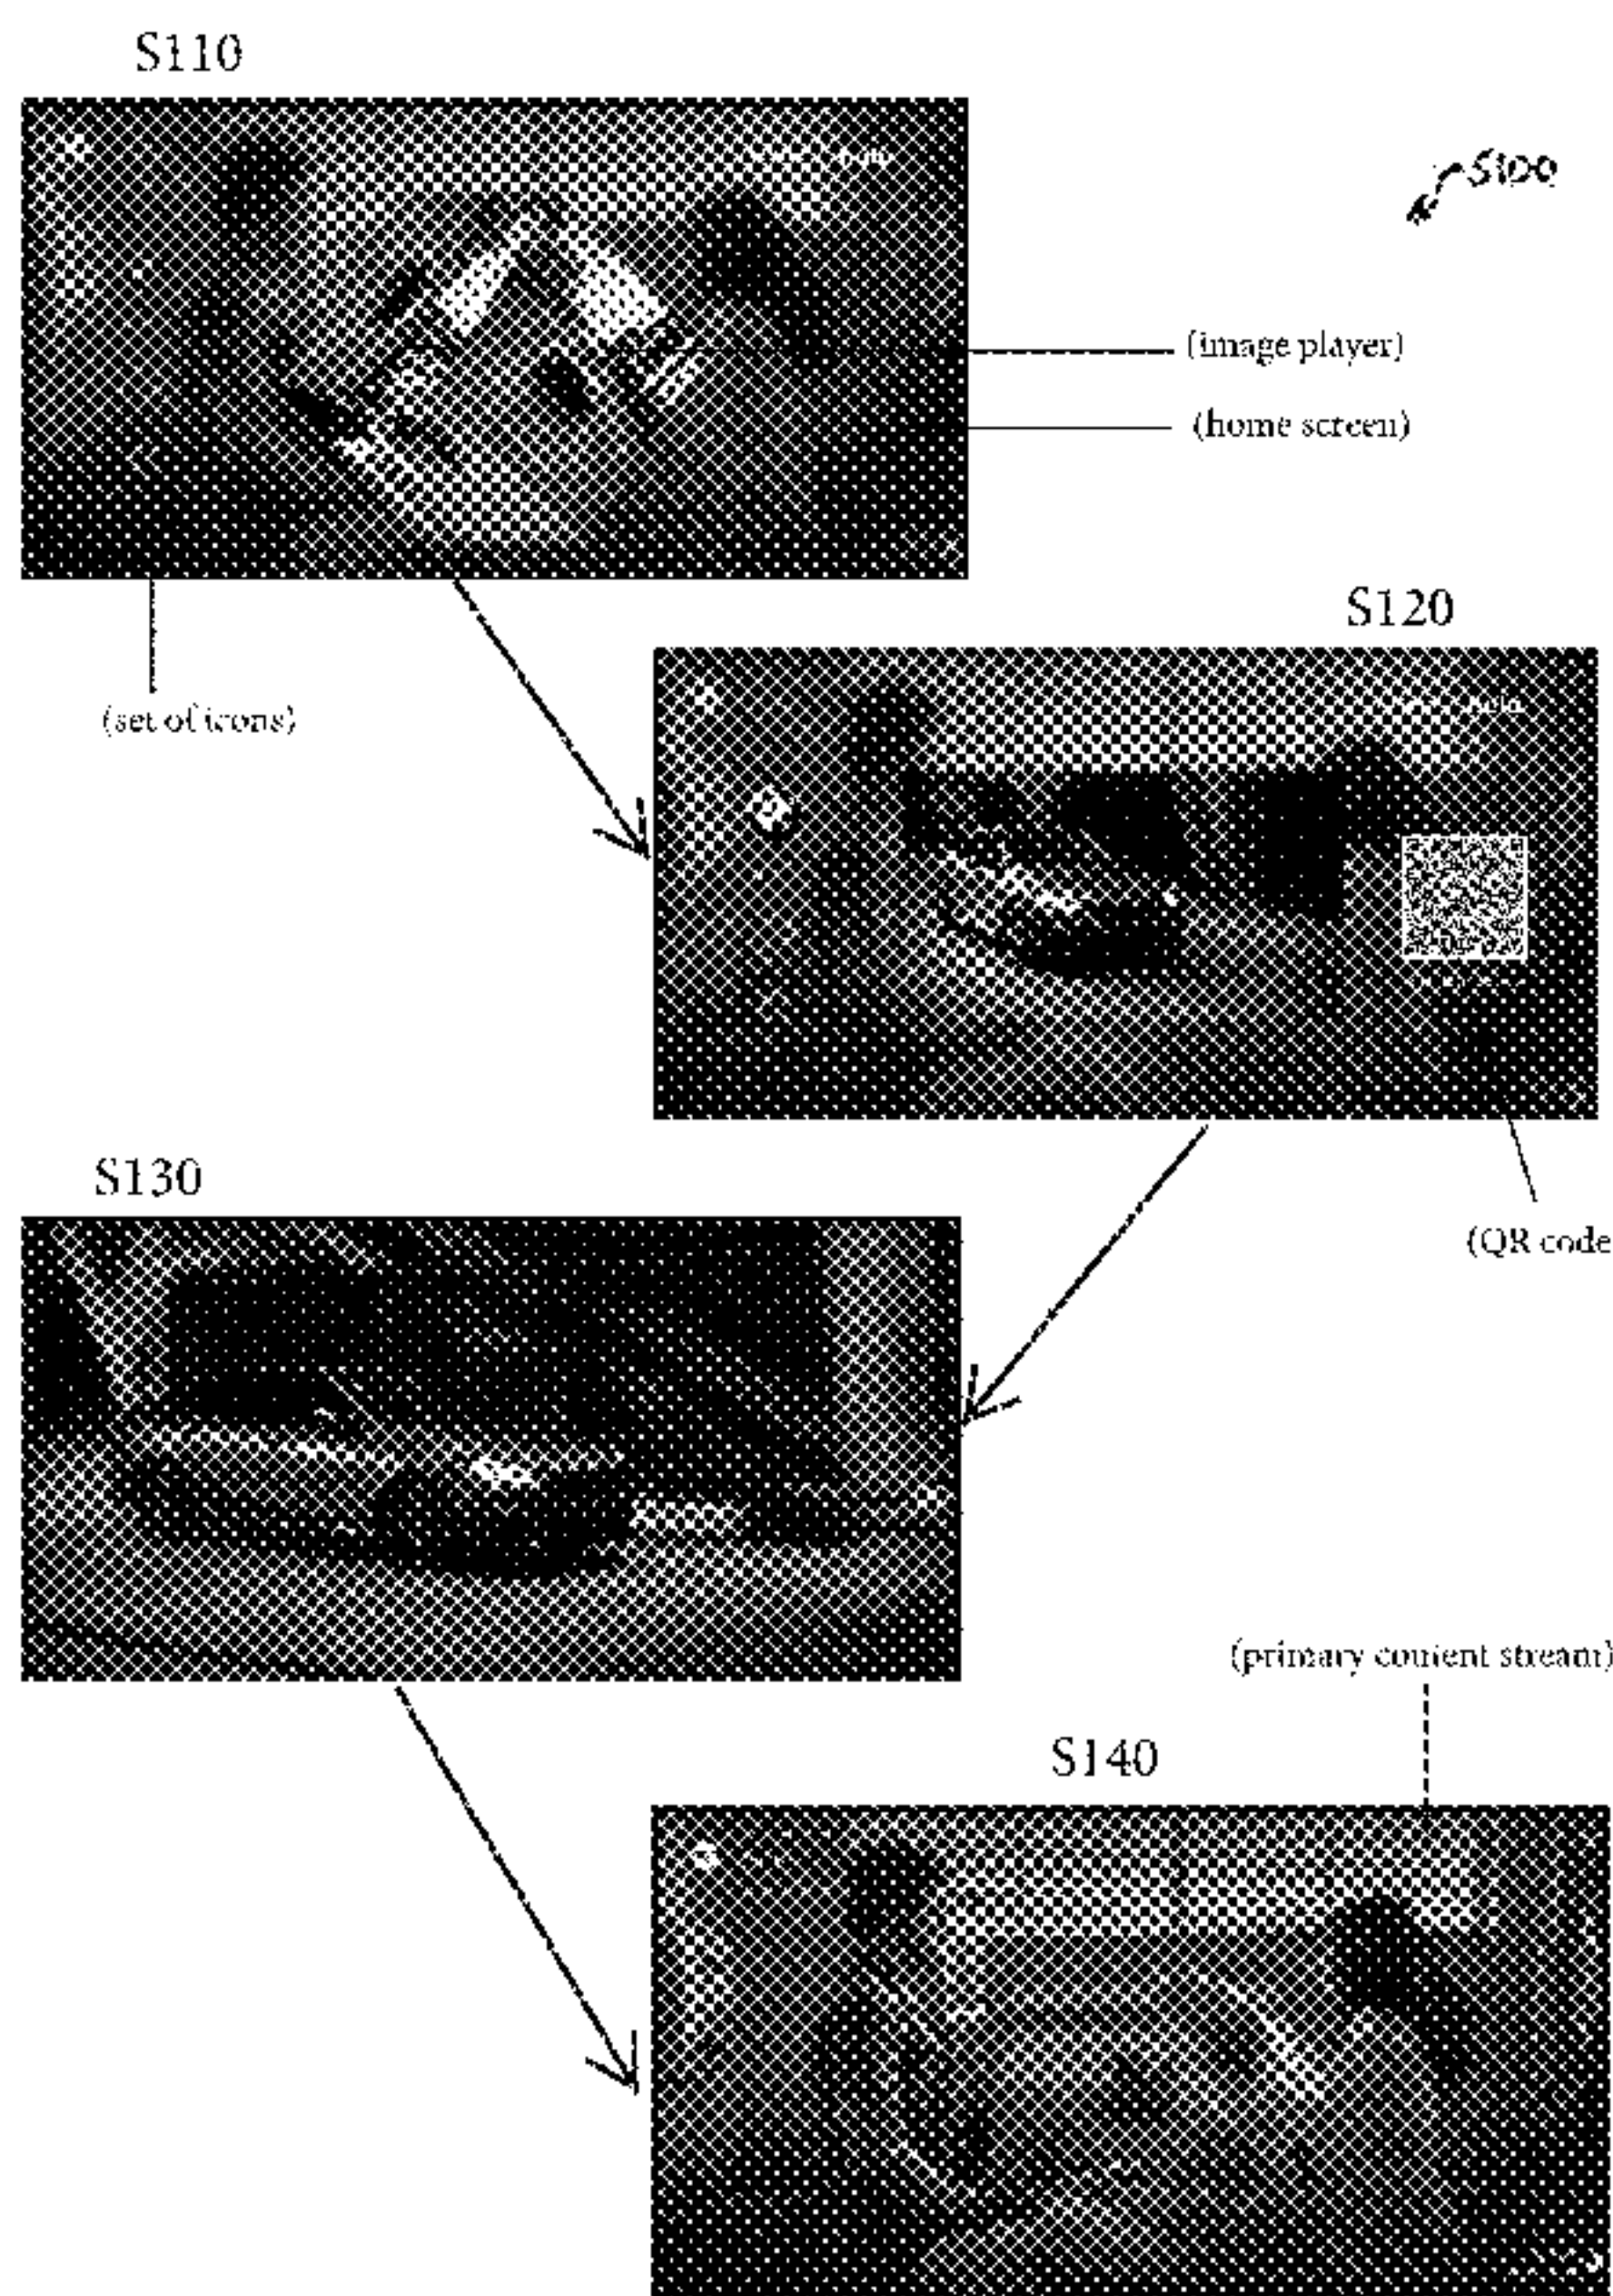 S110
S100
(image player)
(home screen)
S120
(set of icons)
S130
(QR code
(primary content stream)
S140